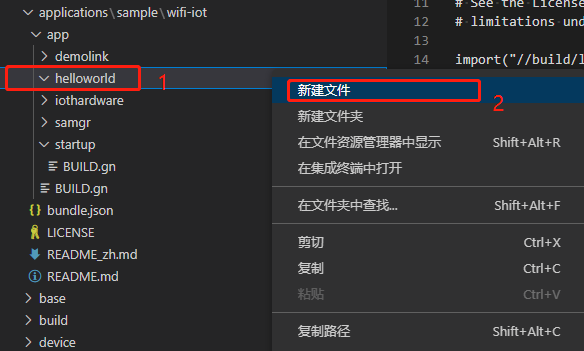 applications\sample\wifi-iot
app
demolink
helloworld
1
iothardware
samgr
startup
BUILD.gn
BUILD.gn
bundle.json
LICENSE
README_zh.md
README.md
base
build
device
11 # See the License
12 # limitations und
13
14 import("//build/l
新建文件
2
新建文件夹
在文件资源管理器中显示 Shift+Alt+R
在集成终端中打开
在文件夹中查找... Shift+Alt+F
剪切 Ctrl+X
复制 Ctrl+C
粘贴 Ctrl+V
复制路径 Shift+Alt+C